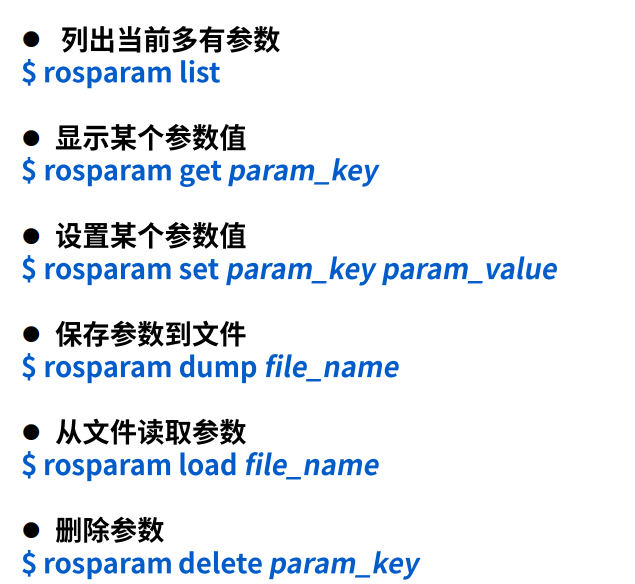 ● 列出当前多有参数
$ rosparam list
● 显示某个参数值
$ rosparam get param_key
● 设置某个参数值
$ rosparam set param_key param_value
● 保存参数到文件
$ rosparam dump file_name
● 从文件读取参数
$ rosparam load file_name
● 删除参数
$ rosparam delete param_key